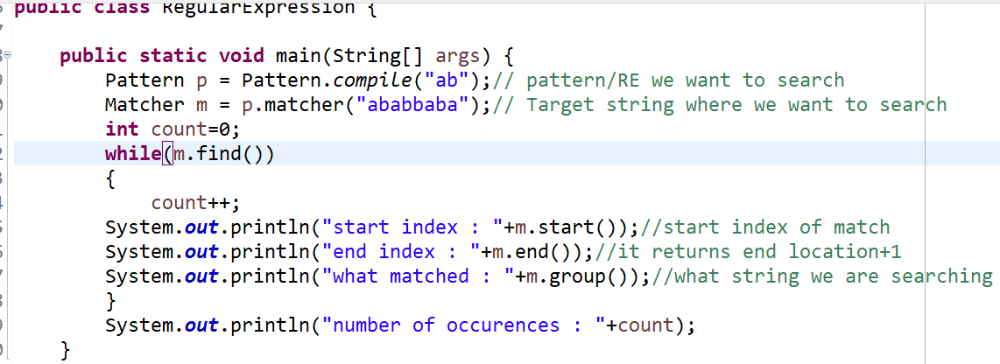 public class RegularExpression {
public static void main(String[] args) {
Pattern p = Pattern.compile("ab");// pattern/RE we want to search
Matcher m = p.matcher("ababbaba");// Target string where we want to search
int count=0;
while(m.find())
{
count++;
System.out.println("start index : "+m.start());//start index of match
System.out.println("end index : "+m.end());//it returns end location+1
System.out.println("what matched : "+m.group());//what string we are searching
}
System.out.println("number of occurences : "+count);
}